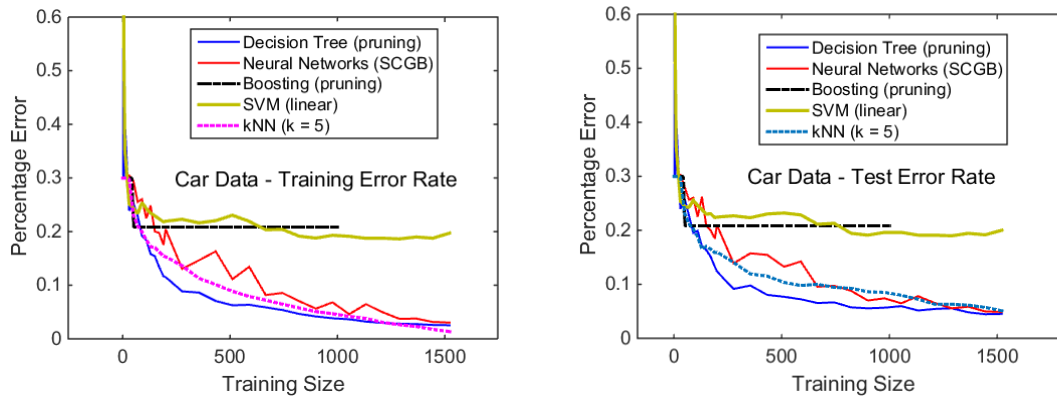 0.6
0.5
0.4
0.3
0.2
0.1
0
Percentage Error
Decision Tree (pruning)
Neural Networks (SCGB)
Boosting (pruning)
SVM (linear)
kNN (k = 5)
Car Data - Training Error Rate
0 500 1000 1500
Training Size
0.6
0.5
0.4
0.3
0.2
0.1
0
Percentage Error
Decision Tree (pruning)
Neural Networks (SCGB)
Boosting (pruning)
SVM (linear)
kNN (k = 5)
Car Data - Test Error Rate
0 500 1000 1500
Training Size